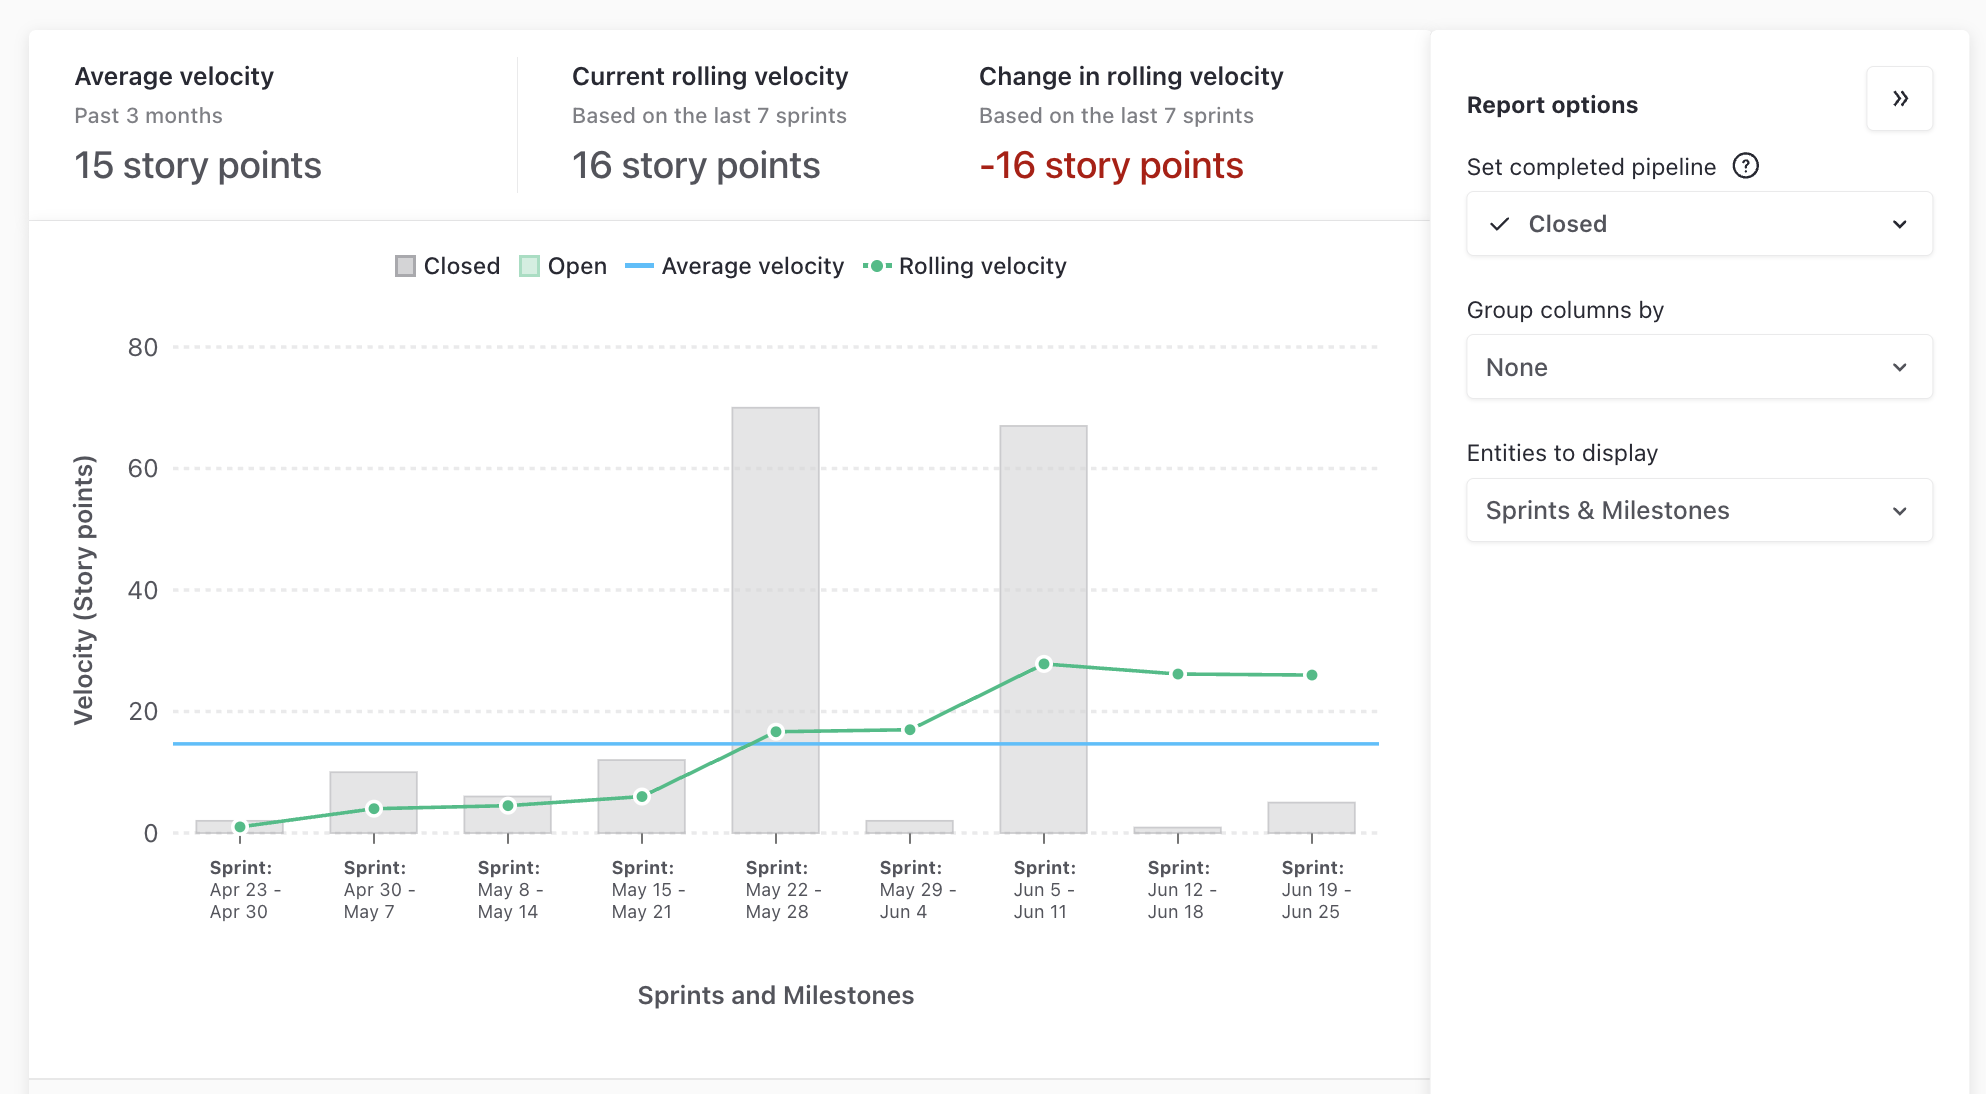 Average velocity
Past 3 months
15 story points
Current rolling velocity
Based on the last 7 sprints
16 story points
Change in rolling velocity
Based on the last 7 sprints
-16 story points
Closed
Open
Average velocity
Rolling velocity
Velocity (Story points)
80
60
40
20
0
Sprint:
Apr 23 -
Apr 30
Sprint:
Apr 30 -
May 7
Sprint:
May 8 -
May 14
Sprint:
May 15 -
May 21
Sprint:
May 22 -
May 28
Sprint:
May 29 -
Jun 4
Sprint:
Jun 5 -
Jun 11
Sprint:
Jun 12 -
Jun 18
Sprint:
Jun 19 -
Jun 25
Sprints and Milestones
Report options
Set completed pipeline
Closed
Group columns by
None
Entities to display
Sprints & Milestones